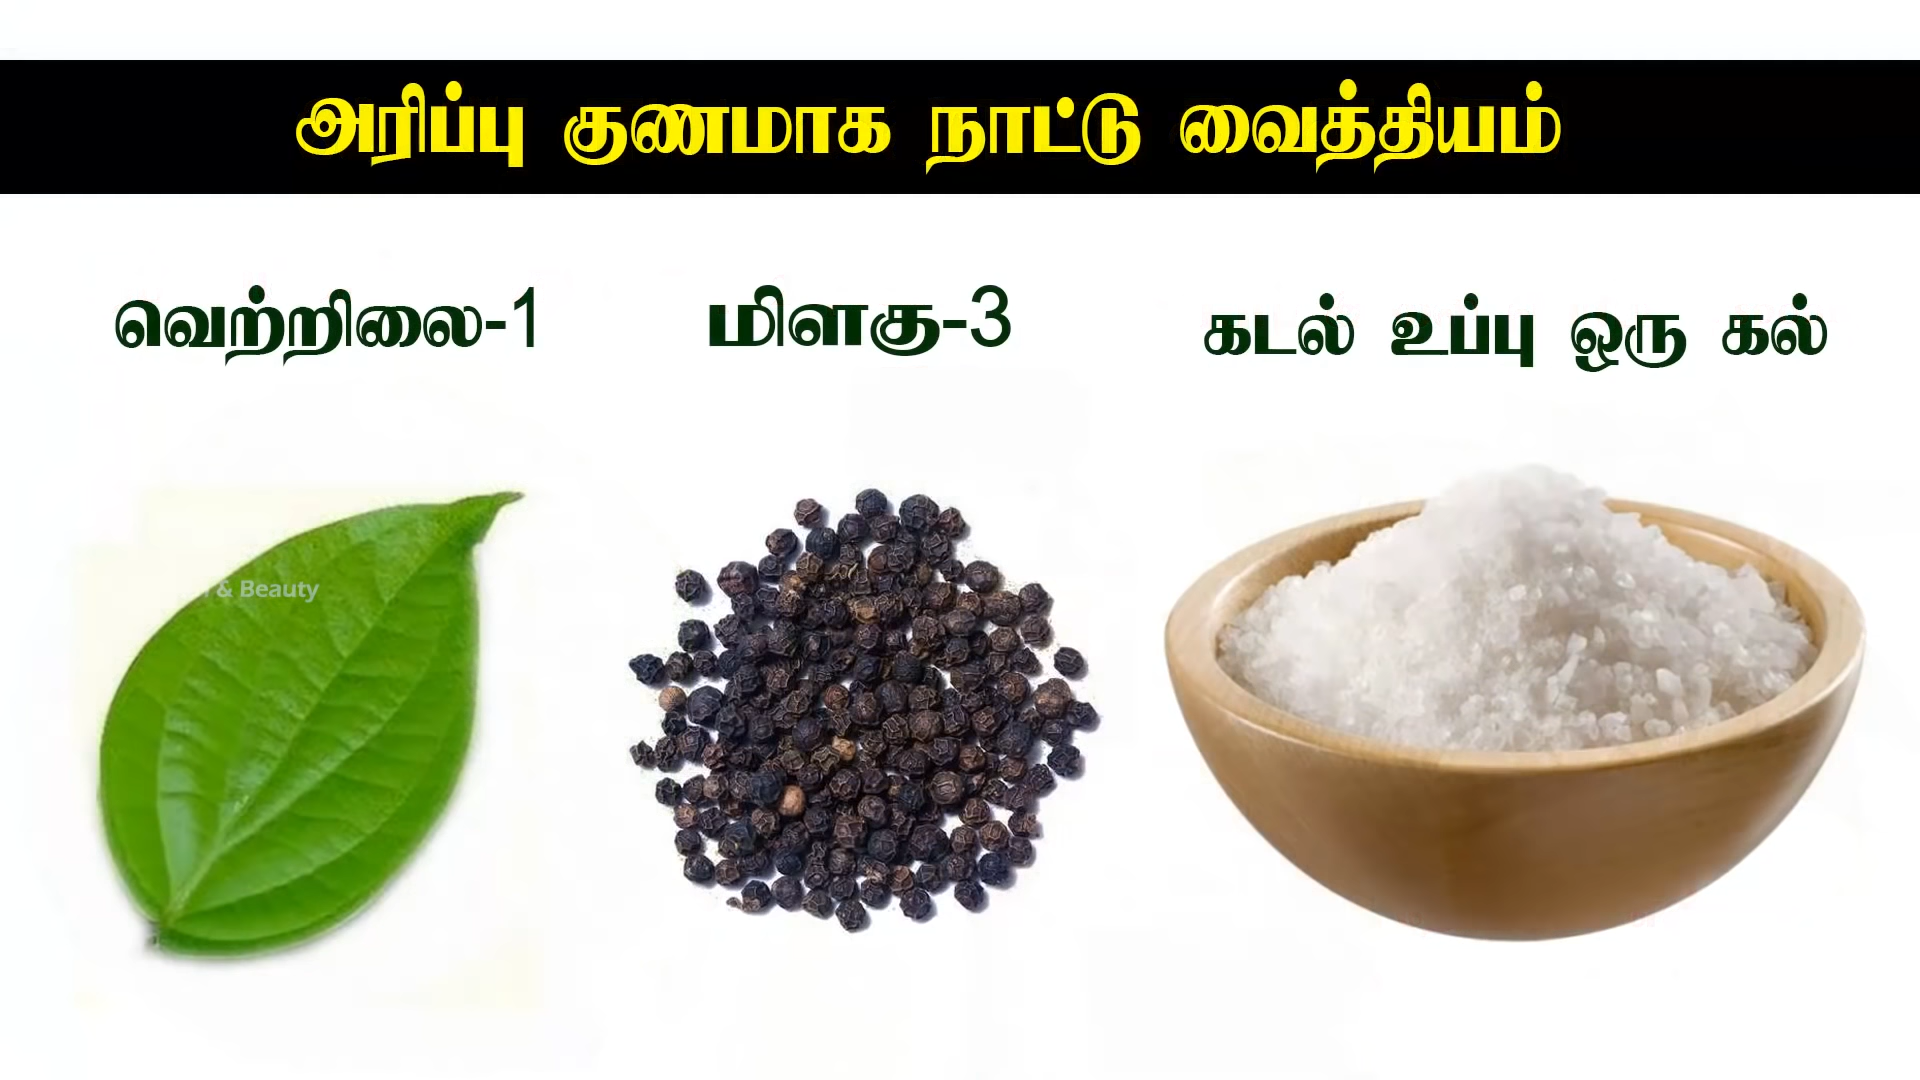 அரிப்பு குணமாக நாட்டு வைத்தியம்
வெற்றிலை-1
மிளகு-3
கடல் உப்பு ஒரு கல்
& Beauty